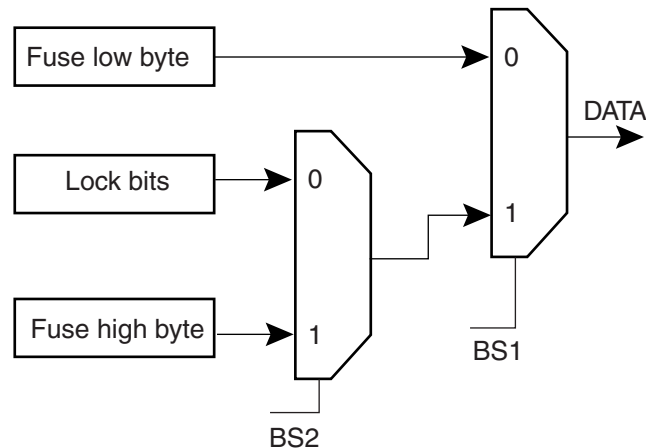 Fuse low byte
0
DATA
Lock bits
0
1
Fuse high byte
1
BS1
BS2